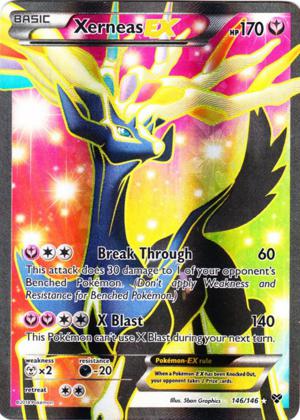 BASIC
Xerneas EX
HP 170
Break Through 60
This attack does 30 damage to 1 of your opponent's
Benched Pokémon. (Don't apply Weakness and
Resistance for Benched Pokémon.)
X Blast 140
This Pokémon can't use X Blast during your next turn.
weakness
×2
resistance
-20
retreat
Pokémon-EX rule
When a Pokémon-EX has been Knocked Out,
your opponent takes 2 Prize cards.
Illus. 5ban Graphics
146/146